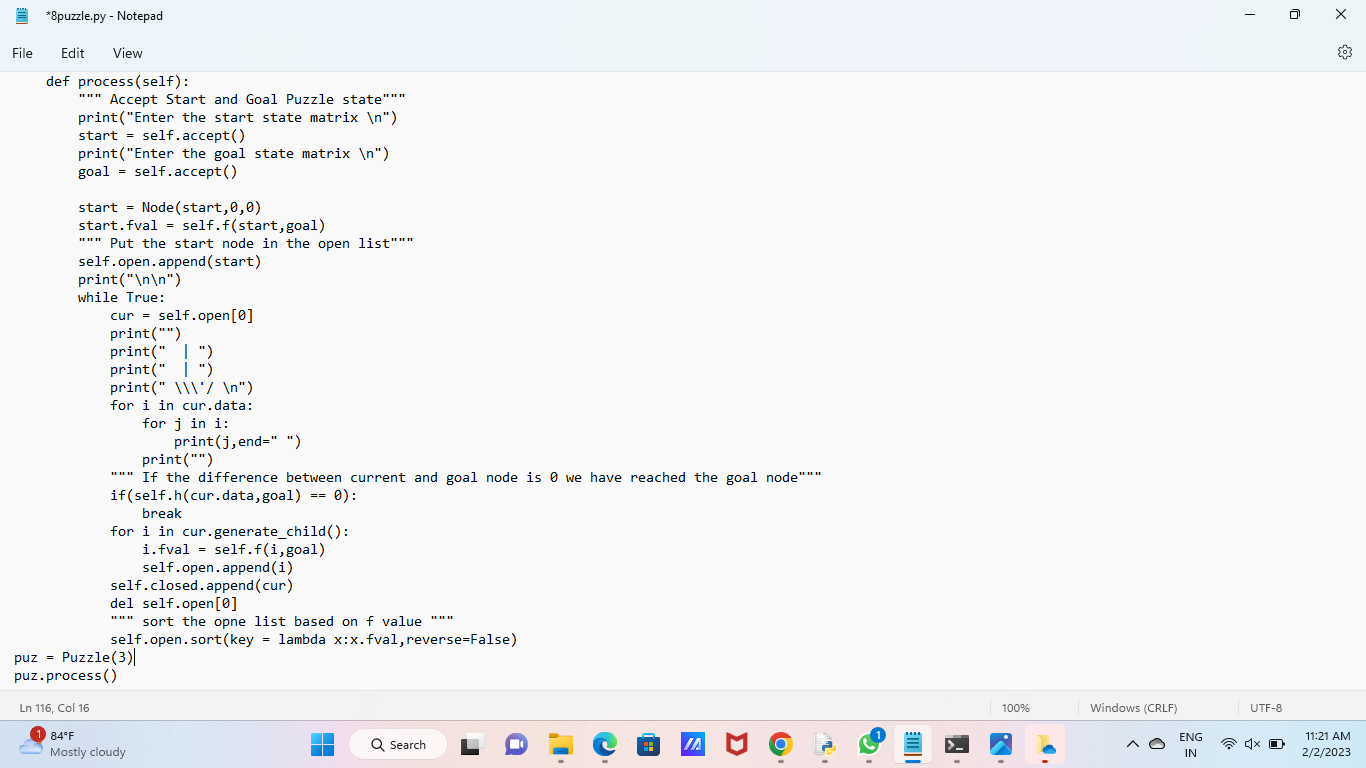 *8puzzle.py - Notepad
File Edit View
    def process(self):
        """ Accept Start and Goal Puzzle state"""
        print("Enter the start state matrix \n")
        start = self.accept()
        print("Enter the goal state matrix \n")
        goal = self.accept()

        start = Node(start,0,0)
        start.fval = self.f(start,goal)
        """ Put the start node in the open list"""
        self.open.append(start)
        print("\n\n")
        while True:
            cur = self.open[0]
            print("")
            print("  | ")
            print("  | ")
            print(" \\\'/ \n")
            for i in cur.data:
                for j in i:
                    print(j,end=" ")
                print("")
            """ If the difference between current and goal node is 0 we have reached the goal node"""
            if(self.h(cur.data,goal) == 0):
                break
            for i in cur.generate_child():
                i.fval = self.f(i,goal)
                self.open.append(i)
            self.closed.append(cur)
            del self.open[0]
            """ sort the opne list based on f value """
            self.open.sort(key = lambda x:x.fval,reverse=False)
puz = Puzzle(3)
puz.process()
Ln 116, Col 16 100% Windows (CRLF) UTF-8
1 84°F
Mostly cloudy
Search
1
ENG
IN
11:21 AM
2/2/2023